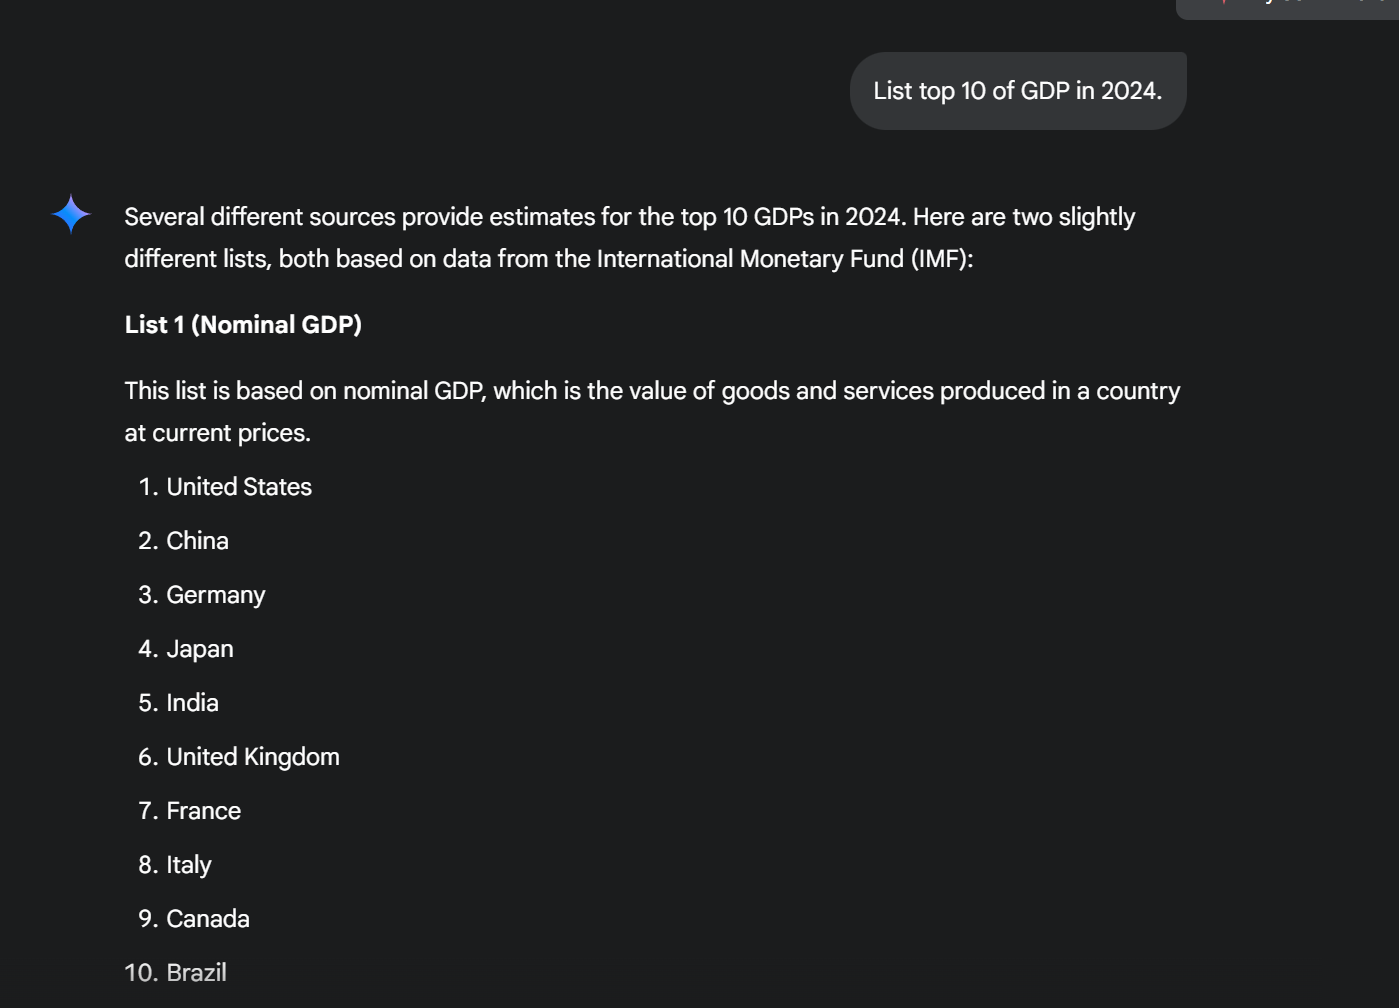 List top 10 of GDP in 2024.
Several different sources provide estimates for the top 10 GDPs in 2024. Here are two slightly
different lists, both based on data from the International Monetary Fund (IMF):
List 1 (Nominal GDP)
This list is based on nominal GDP, which is the value of goods and services produced in a country
at current prices.
1. United States
2. China
3. Germany
4. Japan
5. India
6. United Kingdom
7. France
8. Italy
9. Canada
10. Brazil